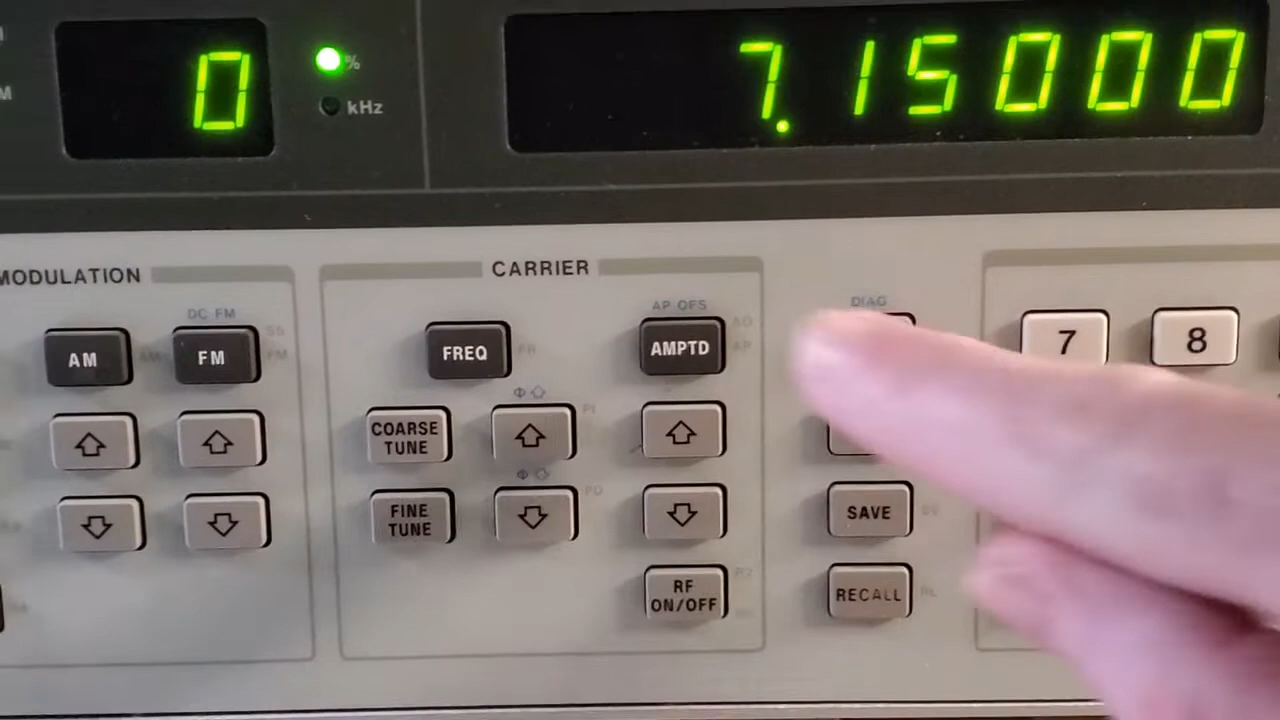 0 % 7.15000
kHz
MODULATION CARRIER
DC FM AP OFS DIAG
AM FM FREQ AMPTD 7 8
COARSE TUNE
FINE TUNE SAVE
RF ON/OFF RECALL